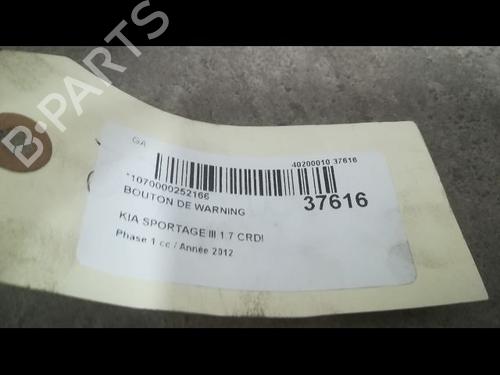 B-PARTS
GA
40200010 37616
*1070000252166
37616
BOUTON DE WARNING
KIA SPORTAGE III 1.7 CRDI
Phase 1 cc / Année 2012